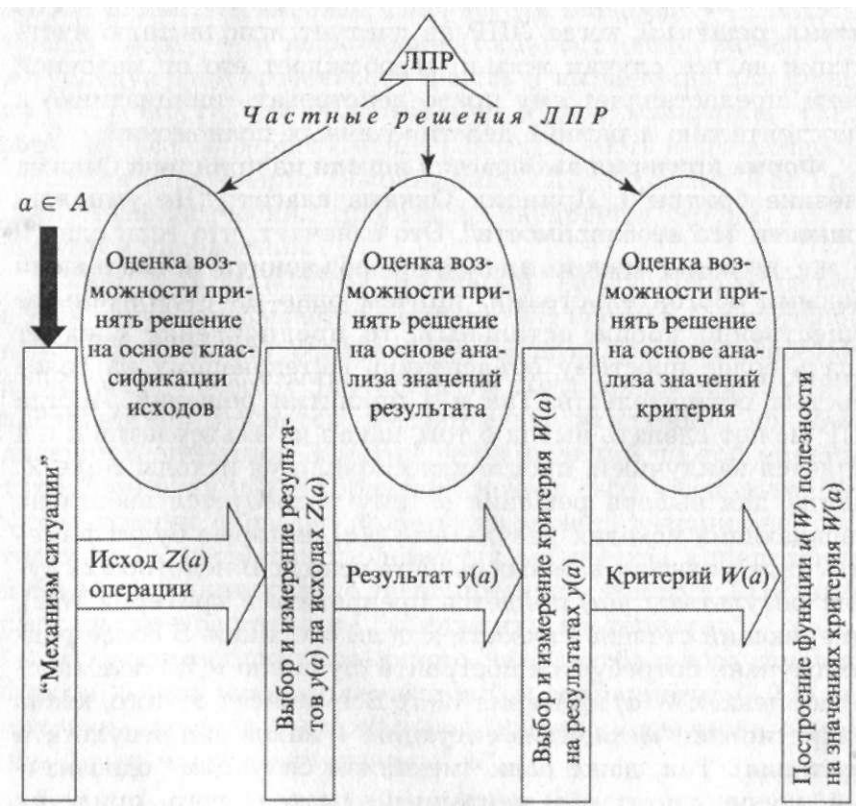 ЛПР
Частные решения ЛПР
a ∈ A
Оценка воз-
можности при-
нять решение
на основе клас-
сификации
исходов
Оценка воз-
можности при-
нять решение
на основе ана-
лиза значений
результата
Оценка воз-
можности при-
нять решение
на основе ана-
лиза значений
критерия
"Механизм ситуации"
Исход Z(a)
операции
Выбор и измерение результа-
тов y(a) на исходах Z(a)
Результат y(a)
Выбор и измерение критерия W(a)
на результатах y(a)
Критерий W(a)
Построение функции u(W) полезности
на значениях критерия W(a)